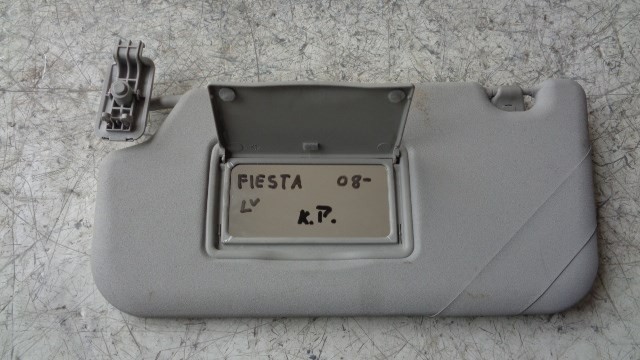 FIESTA 08-
LV
K.P.